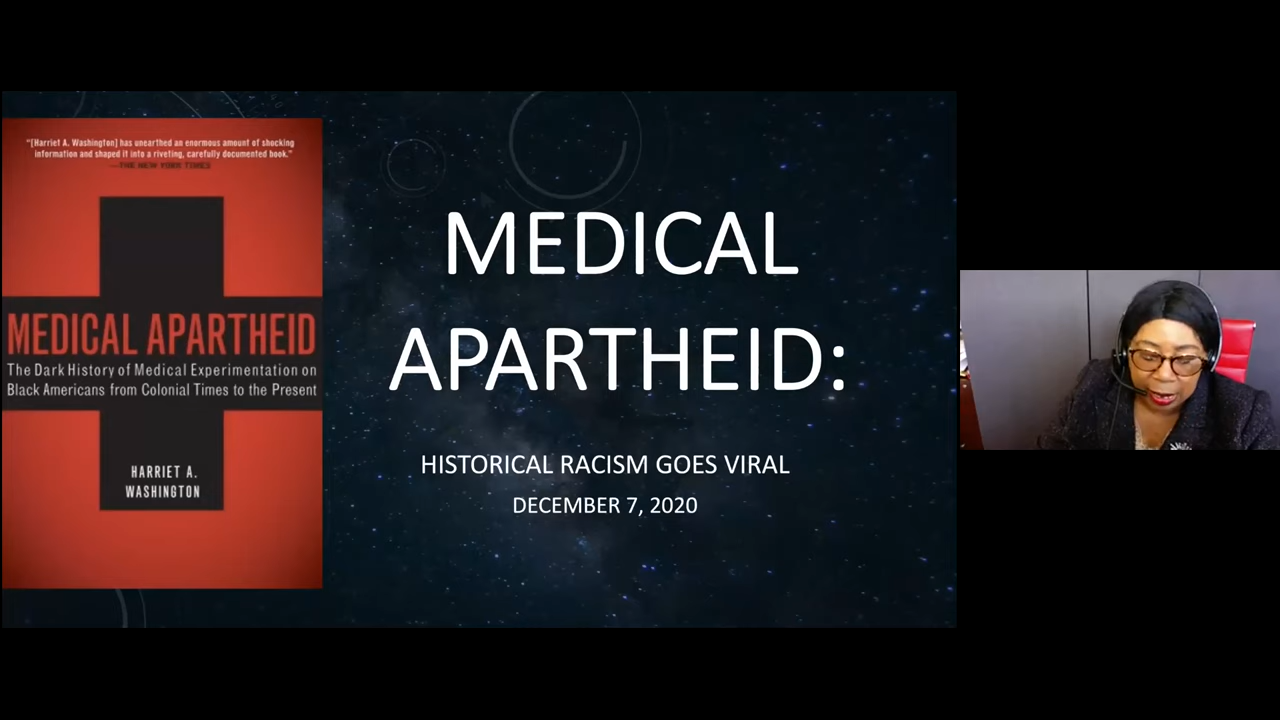 "[Harriet A. Washington] has unearthed an enormous amount of shocking
information and shaped it into a riveting, carefully documented book."
—THE NEW YORK TIMES
MEDICAL APARTHEID
The Dark History of Medical Experimentation on
Black Americans from Colonial Times to the Present
HARRIET A.
WASHINGTON
MEDICAL
APARTHEID:
HISTORICAL RACISM GOES VIRAL
DECEMBER 7, 2020